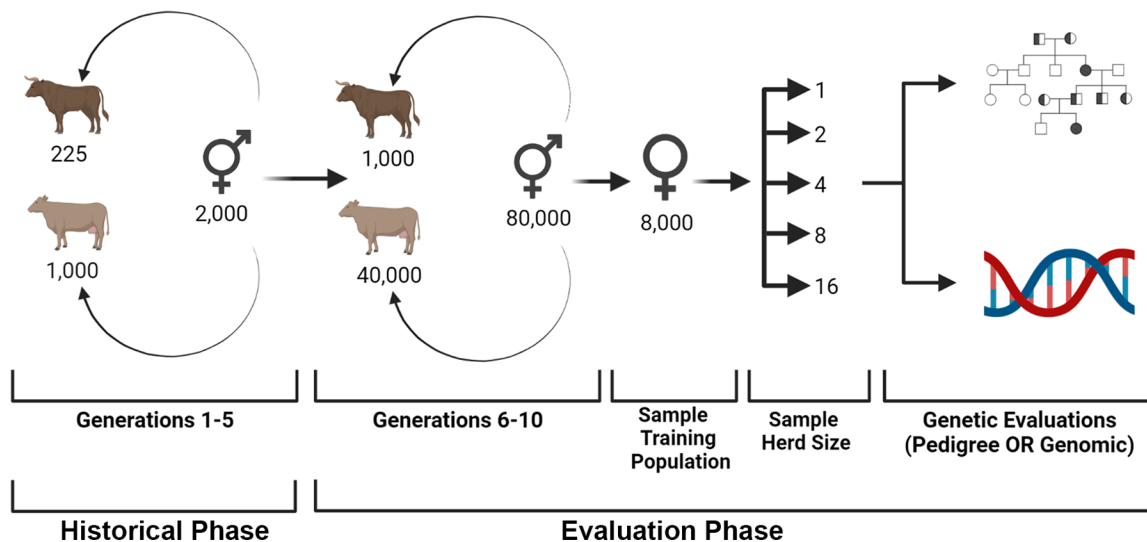 225
1,000
2,000
1,000
40,000
80,000
8,000
1
2
4
8
16
Generations 1-5
Generations 6-10
Sample
Training
Population
Sample
Herd Size
Genetic Evaluations
(Pedigree OR Genomic)
Historical Phase
Evaluation Phase